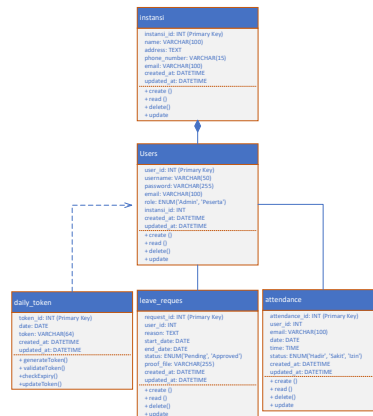 instansi
instansi_id: INT (Primary Key)
name: VARCHAR(100)
address: TEXT
phone_number: VARCHAR(15)
email: VARCHAR(100)
created_at: DATETIME
updated_at: DATETIME
+ create ()
+ read ()
+ delete()
+ update
Users
user_id: INT (Primary Key)
username: VARCHAR(50)
password: VARCHAR(255)
email: VARCHAR(100)
role: ENUM('Admin', 'Peserta')
instansi_id: INT
created_at: DATETIME
updated_at: DATETIME
+ create ()
+ read ()
+ delete()
+ update
daily_token
token_id: INT (Primary Key)
date: DATE
token: VARCHAR(64)
created_at: DATETIME
updated_at: DATETIME
+ generateToken()
+ validateToken()
+checkExpiry()
+updateToken()
leave_reques
request_id: INT (Primary Key)
user_id: INT
reason: TEXT
start_date: DATE
end_date: DATE
status: ENUM('Pending', 'Approved')
proof_file: VARCHAR(255)
created_at: DATETIME
updated_at: DATETIME
+ create ()
+ read ()
+ delete()
+ update
attendance
attendance_id: INT (Primary Key)
user_id: INT
email: VARCHAR(100)
date: DATE
time: TIME
status: ENUM('Hadir', 'Sakit', 'Izin')
created_at: DATETIME
updated_at: DATETIME
+ create ()
+ read ()
+ delete()
+ update